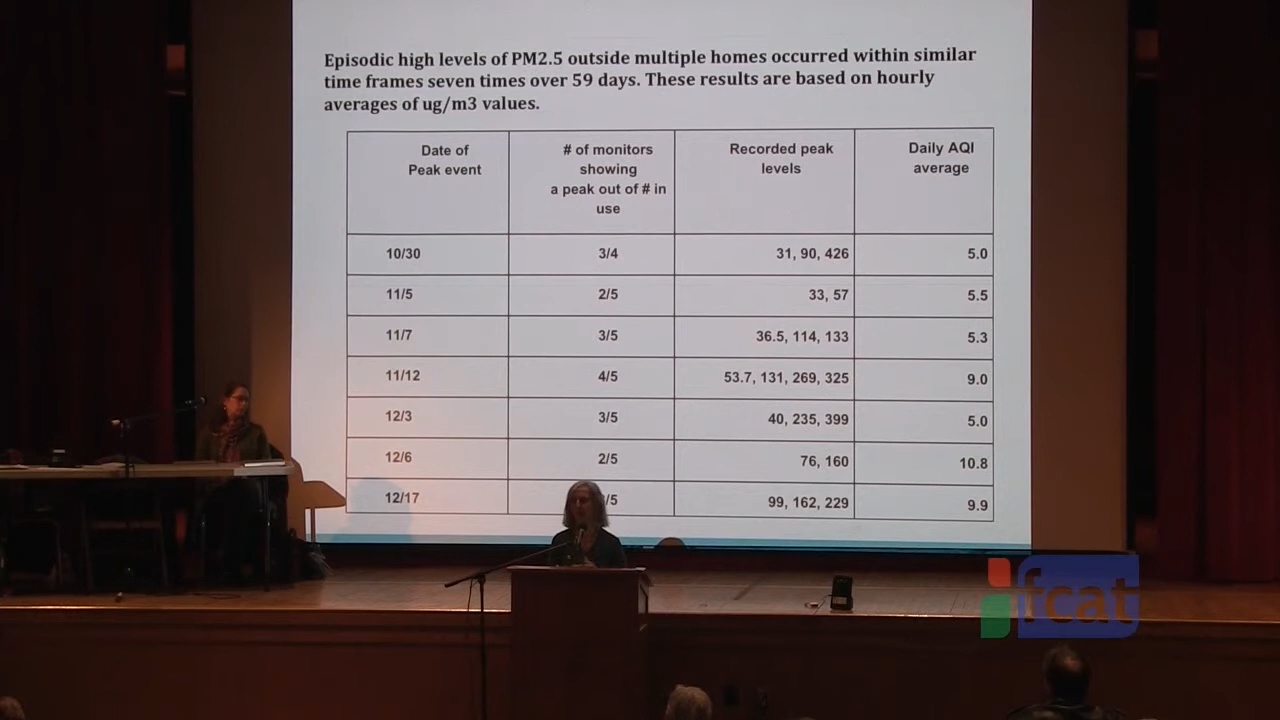 Episodic high levels of PM2.5 outside multiple homes occurred within similar
time frames seven times over 59 days. These results are based on hourly
averages of ug/m3 values.
Date of
Peak event
# of monitors
showing
a peak out of # in
use
Recorded peak
levels
Daily AQI
average
10/30 3/4 31, 90, 426 5.0
11/5 2/5 33, 57 5.5
11/7 3/5 36.5, 114, 133 5.3
11/12 4/5 53.7, 131, 269, 325 9.0
12/3 3/5 40, 235, 399 5.0
12/6 2/5 76, 160 10.8
12/17 /5 99, 162, 229 9.9
fcat